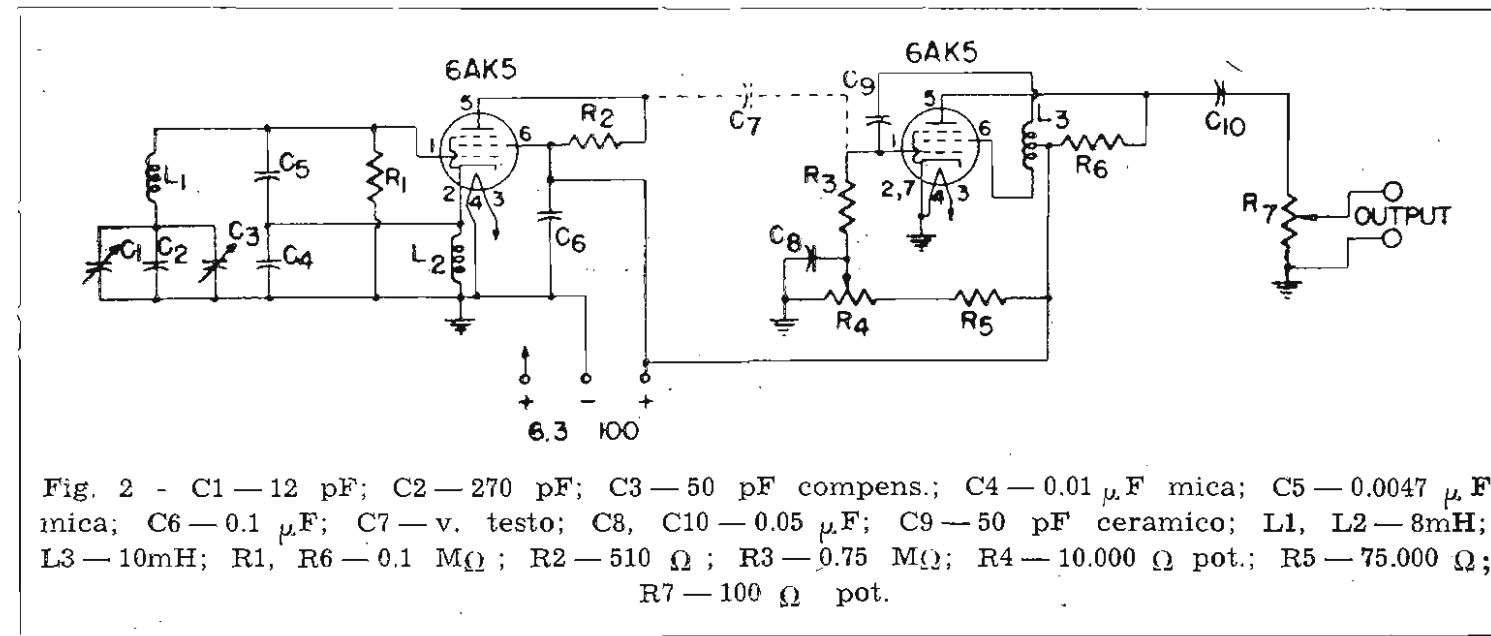 6AK5
6AK5
5
R2
6
C7
C9
5
L3
6
R6
C10
C5
L1
R1
1
2
4
3
C6
R3
1
2,7
4
3
R7
OUTPUT
C1
C2
C3
C4
L2
C8
R4
R5
+
-
+
6.3
100
Fig. 2 - C1 — 12 pF; C2 — 270 pF; C3 — 50 pF compens.; C4 — 0.01 μF mica; C5 — 0.0047 μF
mica; C6 — 0.1 μF; C7 — v. testo; C8, C10 — 0.05 μF; C9 — 50 pF ceramico; L1, L2 — 8mH;
L3 — 10mH; R1, R6 — 0.1 MΩ ; R2 — 510 Ω ; R3 — 0.75 MΩ; R4 — 10.000 Ω pot.; R5 — 75.000 Ω;
R7 — 100 Ω pot.